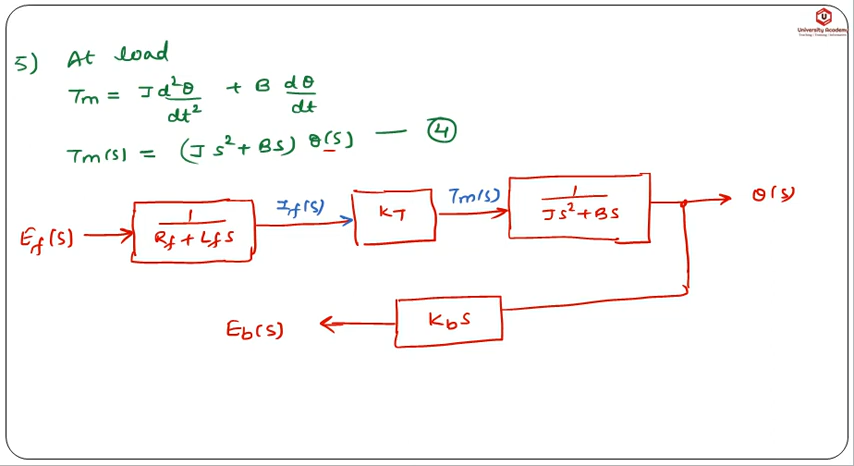 University Academy
5) At load
Tm = J d²θ/dt² + B dθ/dt
Tm(s) = (J s² + Bs) θ(s) — ④
Ef(s) 1/(Rf + Lf s) If(s) KT Tm(s) 1/(Js² + Bs) θ(s)
Eb(s) Kb s